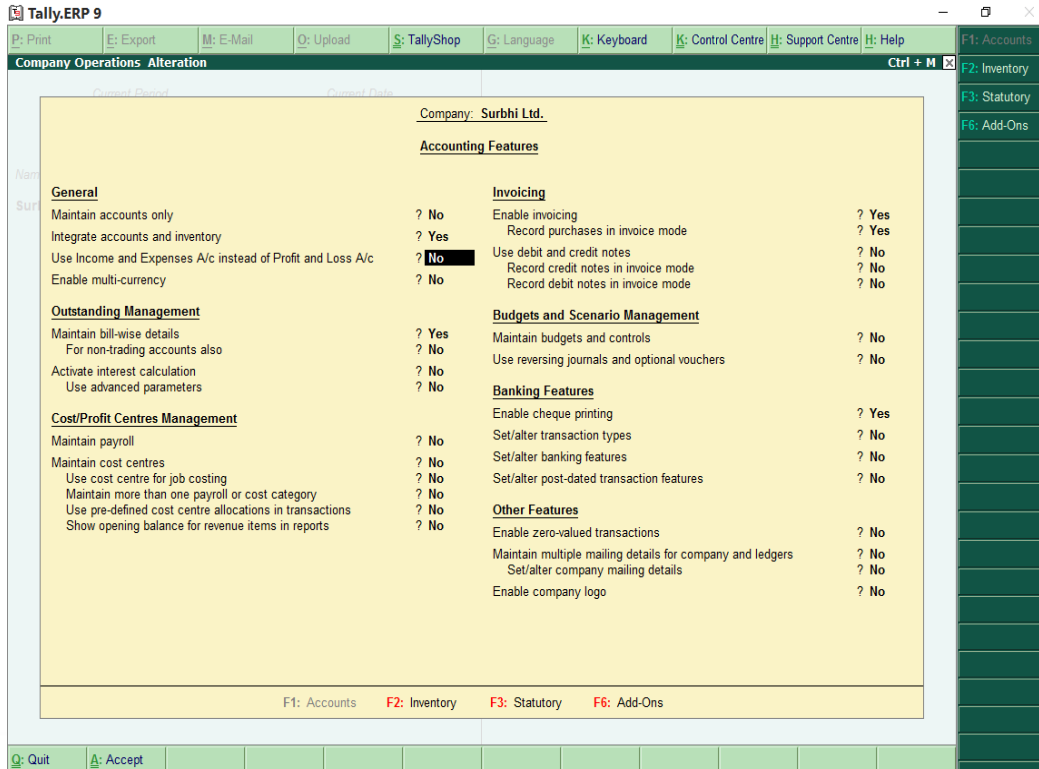 Tally.ERP 9
P: Print E: Export M: E-Mail O: Upload S: TallyShop G: Language K: Keyboard K: Control Centre H: Support Centre H: Help F1: Accounts
Company Operations Alteration Ctrl + M
F2: Inventory
F3: Statutory
F6: Add-Ons
Current Period Current Date
Company: Surbhi Ltd.
Accounting Features
General
Maintain accounts only ? No
Integrate accounts and inventory ? Yes
Use Income and Expenses A/c instead of Profit and Loss A/c ? No
Enable multi-currency ? No
Outstanding Management
Maintain bill-wise details ? Yes
For non-trading accounts also ? No
Activate interest calculation ? No
Use advanced parameters ? No
Cost/Profit Centres Management
Maintain payroll ? No
Maintain cost centres ? No
Use cost centre for job costing ? No
Maintain more than one payroll or cost category ? No
Use pre-defined cost centre allocations in transactions ? No
Show opening balance for revenue items in reports ? No
Invoicing
Enable invoicing ? Yes
Record purchases in invoice mode ? Yes
Use debit and credit notes ? No
Record credit notes in invoice mode ? No
Record debit notes in invoice mode ? No
Budgets and Scenario Management
Maintain budgets and controls ? No
Use reversing journals and optional vouchers ? No
Banking Features
Enable cheque printing ? Yes
Set/alter transaction types ? No
Set/alter banking features ? No
Set/alter post-dated transaction features ? No
Other Features
Enable zero-valued transactions ? No
Maintain multiple mailing details for company and ledgers ? No
Set/alter company mailing details ? No
Enable company logo ? No
F1: Accounts F2: Inventory F3: Statutory F6: Add-Ons
Q: Quit A: Accept